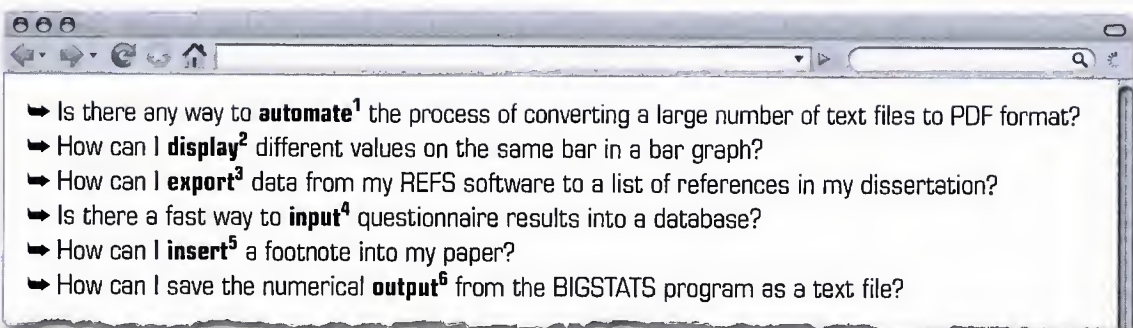 ➥ Is there any way to automate¹ the process of converting a large number of text files to PDF format?
➥ How can I display² different values on the same bar in a bar graph?
➥ How can I export³ data from my REFS software to a list of references in my dissertation?
➥ Is there a fast way to input⁴ questionnaire results into a database?
➥ How can I insert⁵ a footnote into my paper?
➥ How can I save the numerical output⁶ from the BIGSTATS program as a text file?